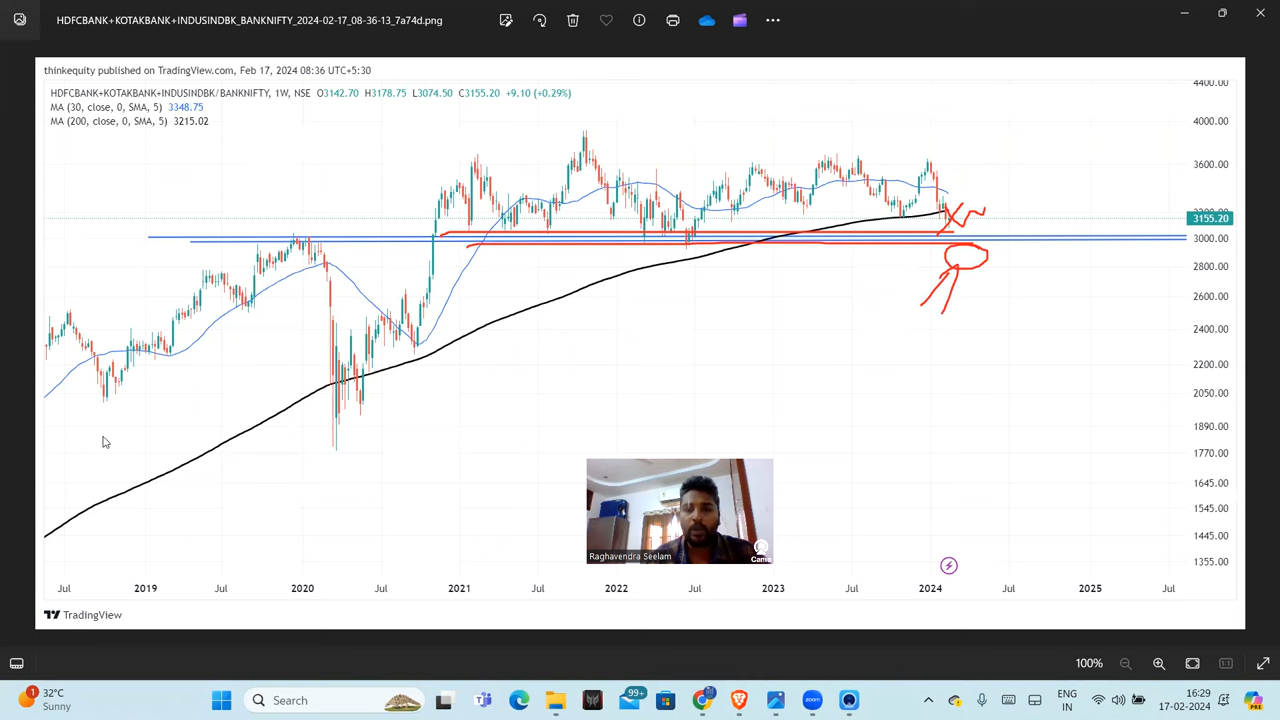 HDFCBANK+KOTAKBANK+INDUSINDBK_BANKNIFTY_2024-02-17_08-36-13_7a74d.png
thinkequity published on TradingView.com, Feb 17, 2024 08:36 UTC+5:30
HDFCBANK+KOTAKBANK+INDUSINDBK/BANKNIFTY, 1W, NSE O3142.70 H3178.75 L3074.50 C3155.20 +9.10 (+0.29%)
MA (30, close, 0, SMA, 5) 3348.75
MA (200, close, 0, SMA, 5) 3215.02
4400.00
4000.00
3600.00
3200.00
3155.20
3000.00
2800.00
2600.00
2400.00
2200.00
2050.00
1890.00
1770.00
1645.00
1545.00
1445.00
1355.00
Raghavendra Seelam
Camo
Jul 2019 Jul 2020 Jul 2021 Jul 2022 Jul 2023 Jul 2024 Jul 2025 Jul
TradingView
100%
1
32°C
Sunny
Search
99+
ENG
IN
16:29
17-02-2024
PRE